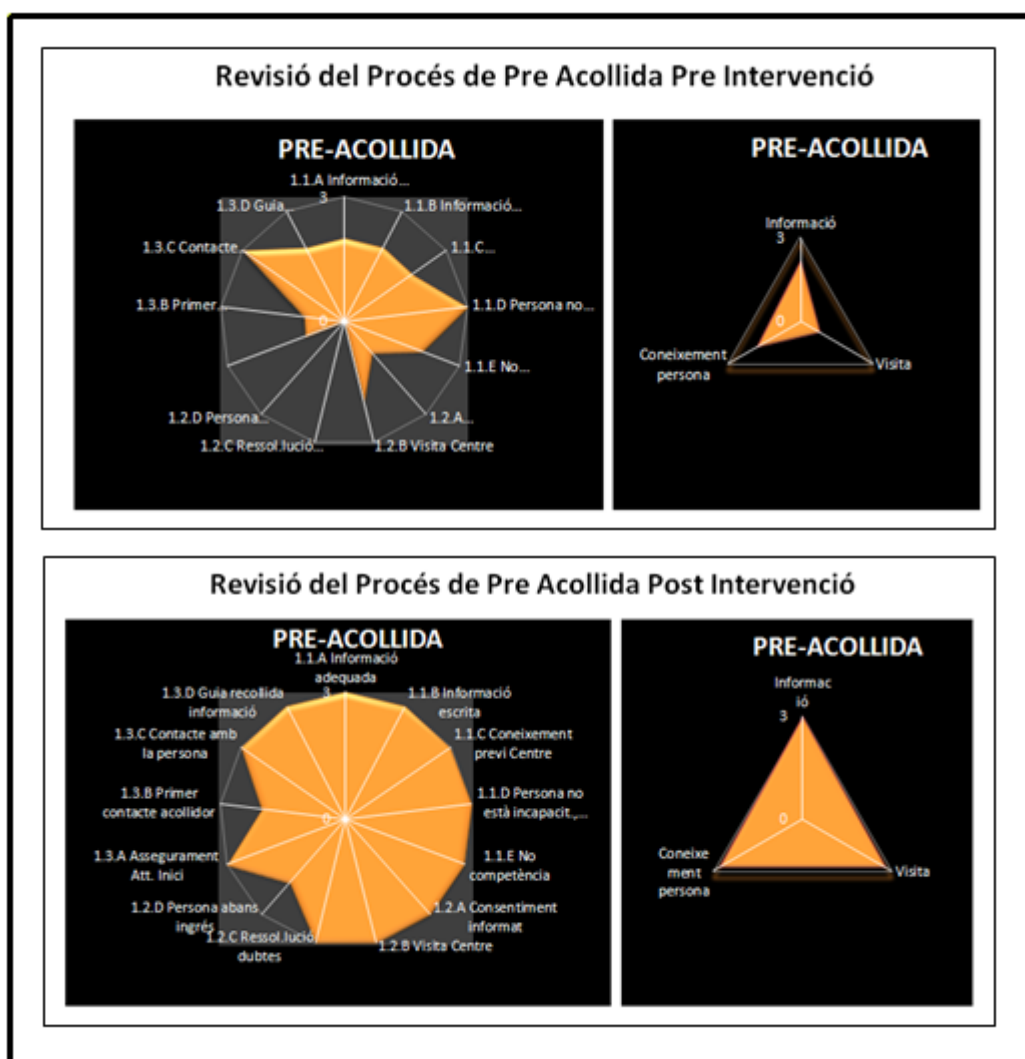 Revisió del Procés de Pre Acollida Pre Intervenció
PRE-ACOLLIDA
1.1.A Informació...
3
1.3.D Guia...
1.1.B Informació...
1.3.C Contacte...
1.1.C...
1.3.B Primer...
0
1.1.D Persona no...
1.1.E No...
1.2.D Persona...
1.2.A...
1.2.C Ressol.lució...
1.2.B Visita Centre
PRE-ACOLLIDA
Informació
3
0
Coneixement
persona
Visita
Revisió del Procés de Pre Acollida Post Intervenció
PRE-ACOLLIDA
1.1.A Informació
adequada
3
1.3.D Guia recollida
informació
1.1.B Informació
escrita
1.3.C Contacte amb
la persona
1.1.C Coneixement
previ Centre
1.3.B Primer
contacte acollidor
0
1.1.D Persona no
està incapacit.,...
1.3.A Assegurament
Att. Inici
1.1.E No
competència
1.2.D Persona abans
ingrés
1.2.A Consentiment
informat
1.2.C Ressol.lució
dubtes
1.2.B Visita Centre
PRE-ACOLLIDA
Informac
ió
3
0
Coneixe
ment
persona
Visita